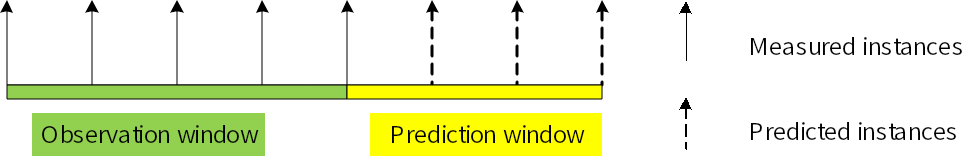 Measured instances
Observation window
Prediction window
Predicted instances